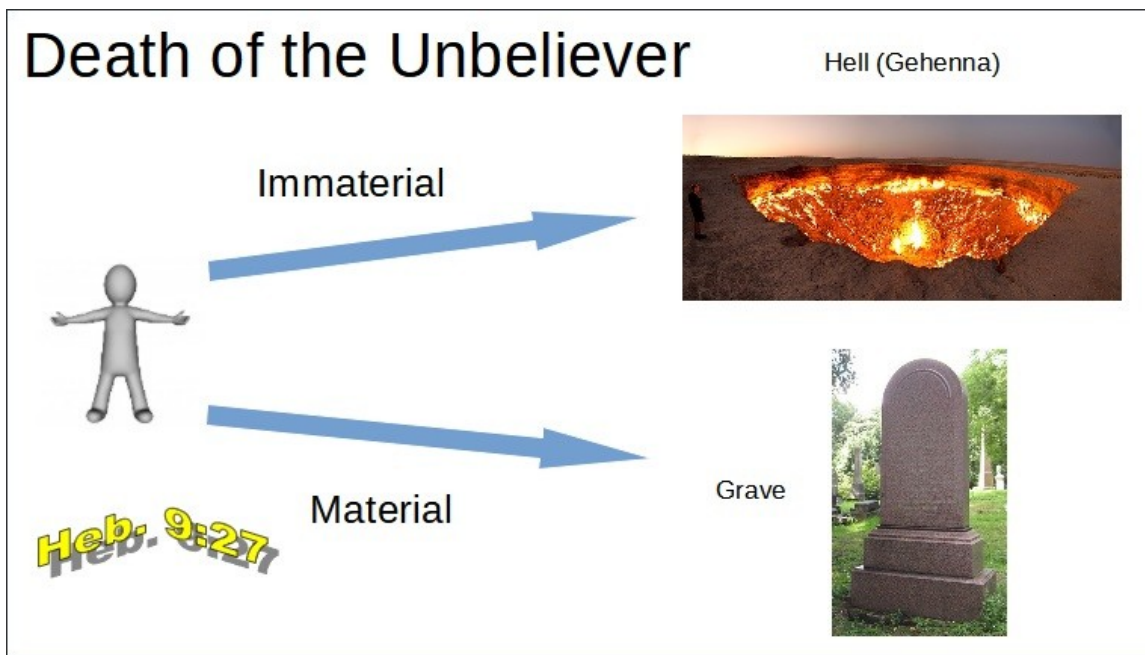 Death of the Unbeliever
Hell (Gehenna)
Immaterial
Material
Grave
Heb. 9:27